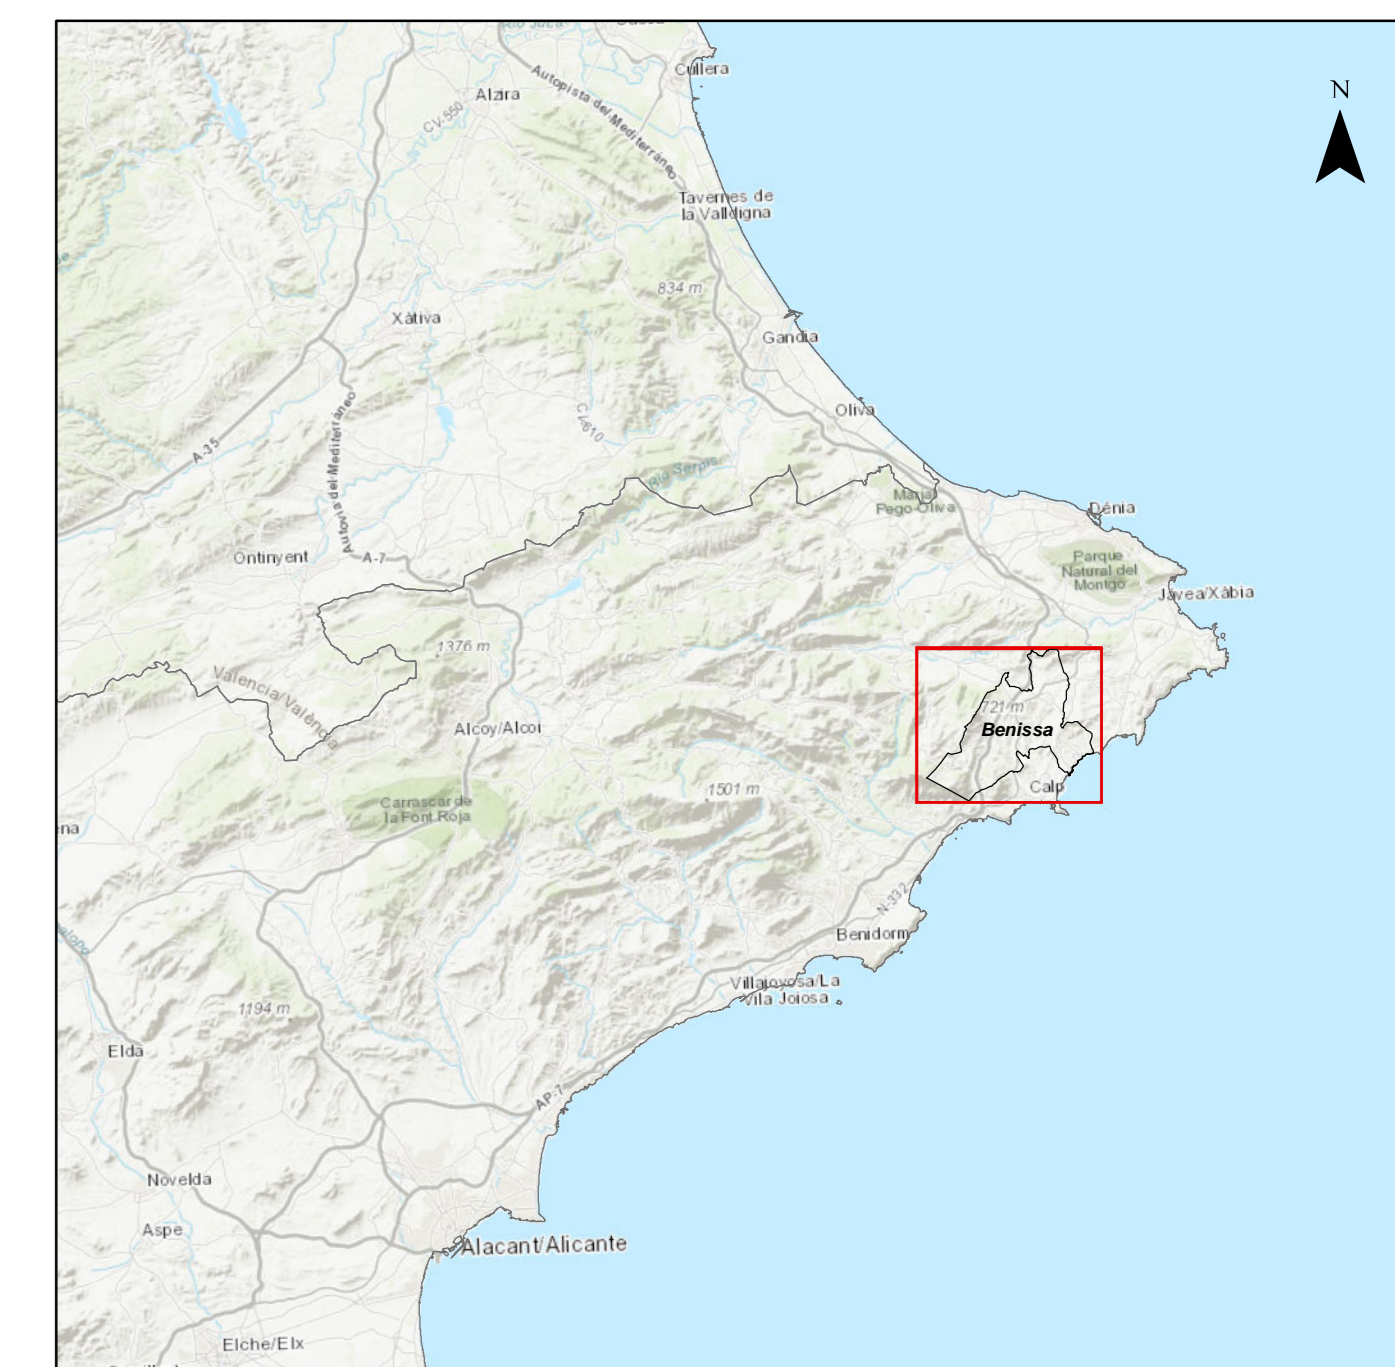 Cullera
N
Alzira
Autopista del Mediterráneo
CV-550
Tavernes de
la Valldigna
834 m
Xàtiva
Gandia
Oliva
CV-610
A-35
Autovía del Mediterráneo
Río Serpis
Marjal
Pego-Oliva
Dénia
Ontinyent
A-7
Parque
Natural del
Montgó
Jávea/Xàbia
1376 m
Valencia/València
721 m
Benissa
Alcoy/Alcoi
Calp
1501 m
Carrascar de
la Font Roja
N-332
Benidorm
Villajoyosa/La
Vila Joiosa
1194 m
Elda
AP-7
Novelda
Aspe
Alacant/Alicante
Elche/Elx